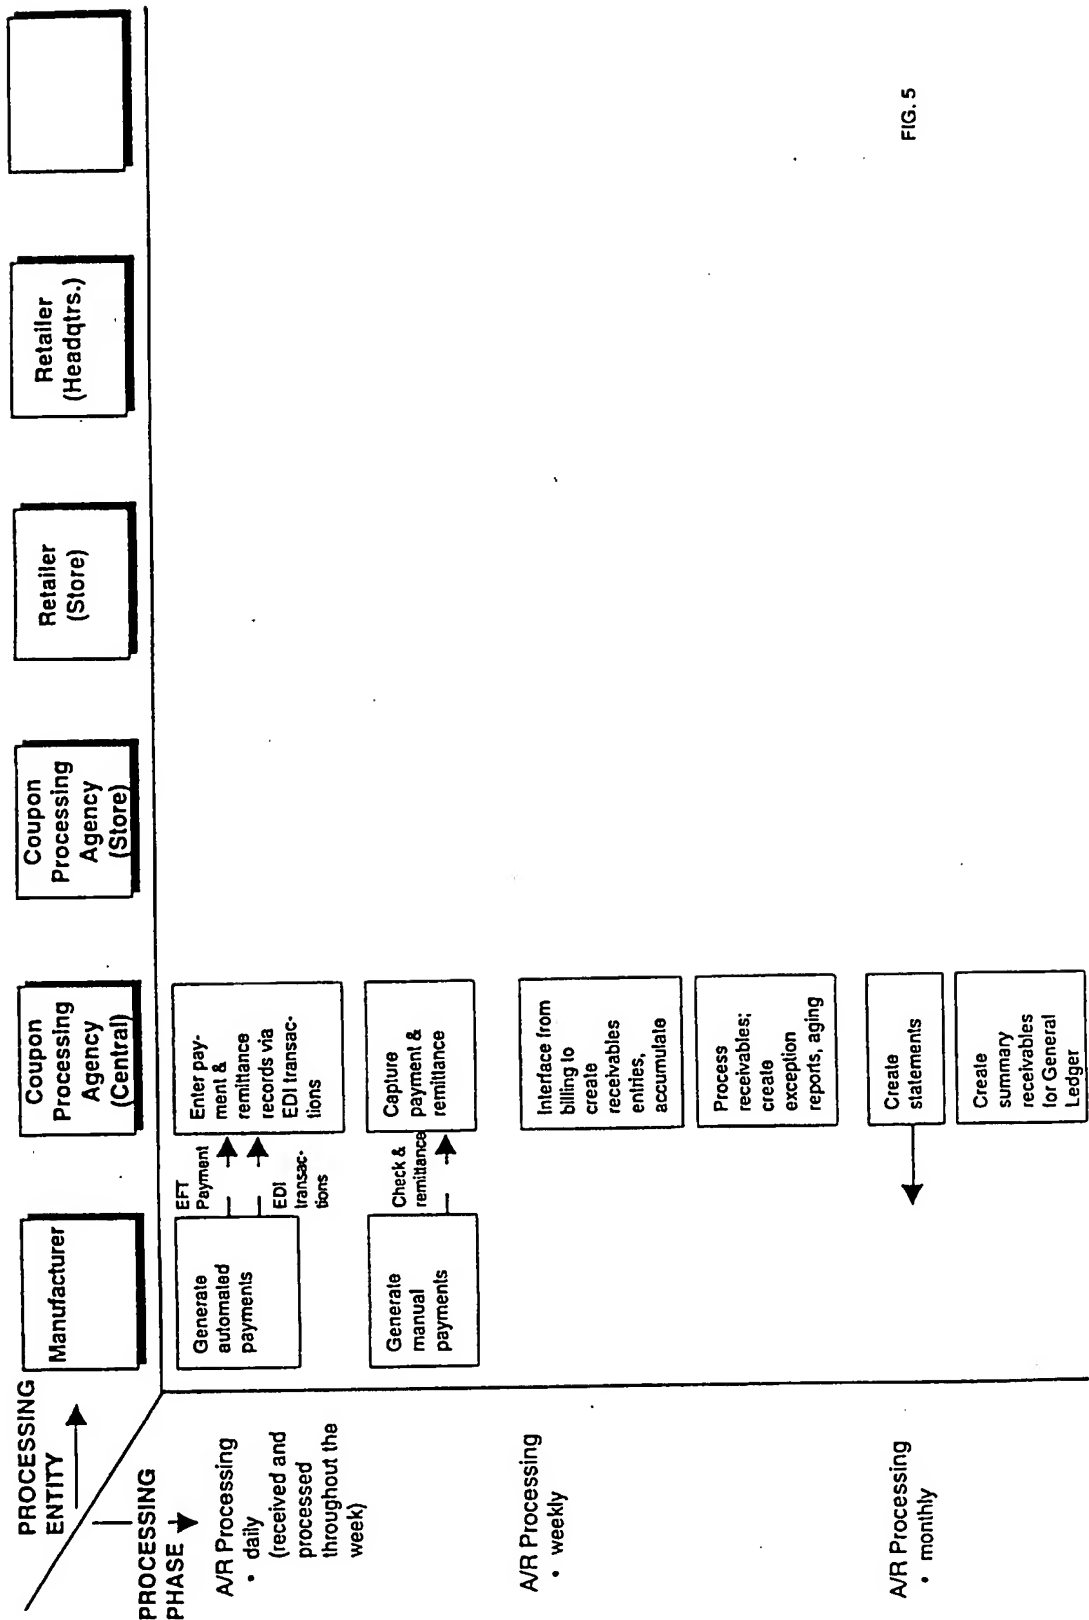 PROCESSING
ENTITY
PROCESSING
PHASE
Manufacturer
Coupon
Processing
Agency
(Central)
Coupon
Processing
Agency
(Store)
Retailer
(Store)
Retailer
(Headqtrs.)
A/R Processing
• daily
(received and
processed
throughout the
week)
Generate
automated
payments
EFT
Payment
EDI
transac-
tions
Enter pay-
ment &
remittance
records via
EDI transac-
tions
Generate
manual
payments
Check &
remittance
Capture
payment &
remittance
A/R Processing
• weekly
Interface from
billing to
create
receivables
entries,
accumulate
Process
receivables;
create
exception
reports, aging
A/R Processing
• monthly
Create
statements
Create
summary
receivables
for General
Ledger
FIG. 5